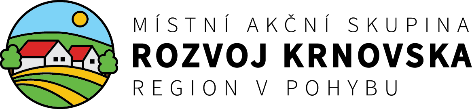 MÍSTNÍ AKČNÍ SKUPINA
ROZVOJ KRNOVSKA
REGION V POHYBU